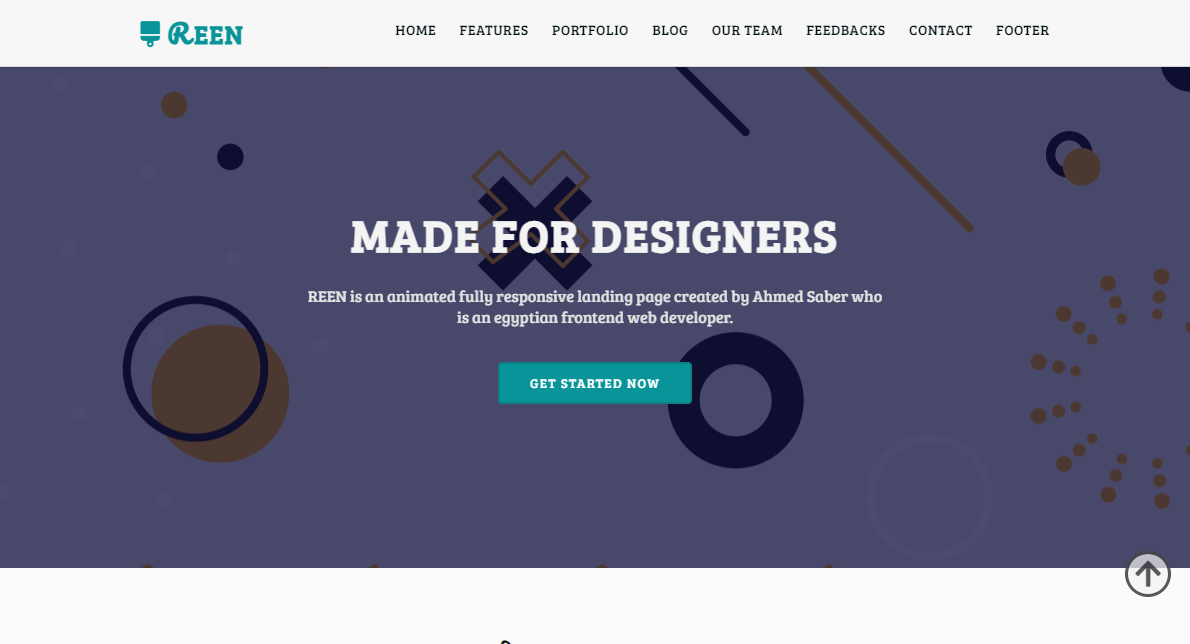 REEN
HOME FEATURES PORTFOLIO BLOG OUR TEAM FEEDBACKS CONTACT FOOTER
MADE FOR DESIGNERS
REEN is an animated fully responsive landing page created by Ahmed Saber who
is an egyptian frontend web developer.
GET STARTED NOW